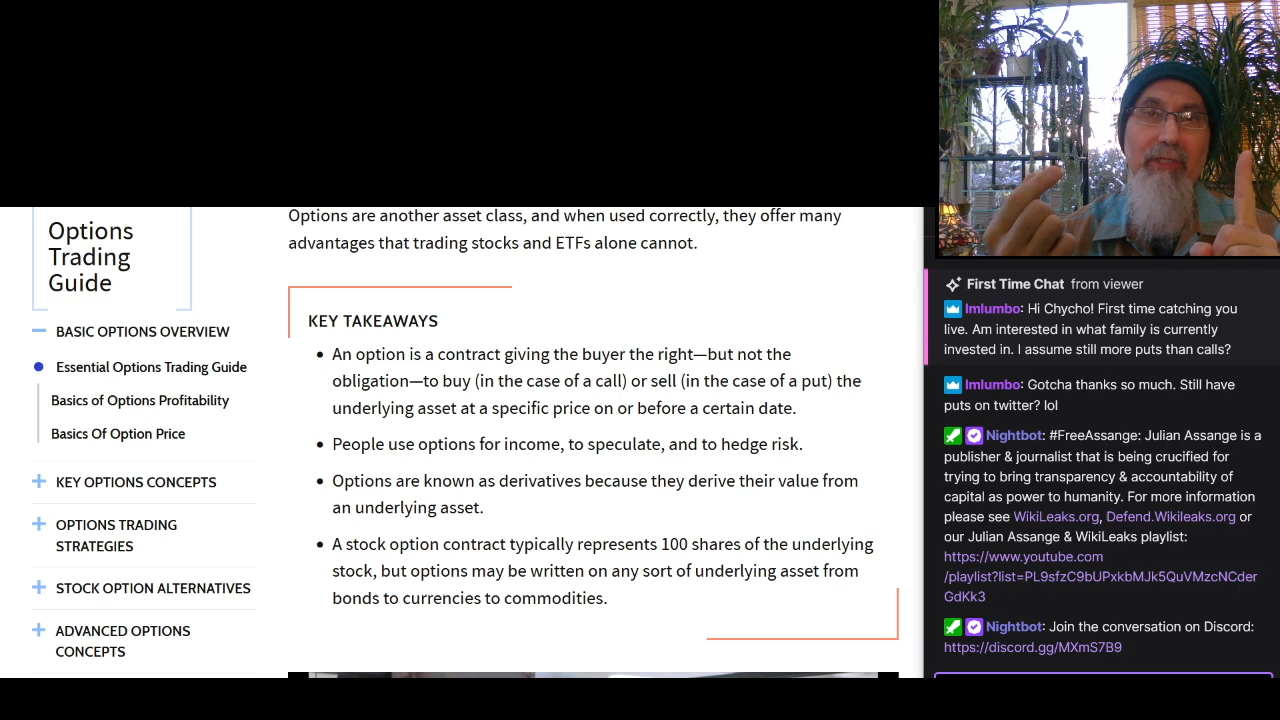 Options
Trading
Guide
BASIC OPTIONS OVERVIEW
Essential Options Trading Guide
Basics of Options Profitability
Basics Of Option Price
KEY OPTIONS CONCEPTS
OPTIONS TRADING
STRATEGIES
STOCK OPTION ALTERNATIVES
ADVANCED OPTIONS
CONCEPTS
Options are another asset class, and when used correctly, they offer many
advantages that trading stocks and ETFs alone cannot.
KEY TAKEAWAYS
• An option is a contract giving the buyer the right—but not the
obligation—to buy (in the case of a call) or sell (in the case of a put) the
underlying asset at a specific price on or before a certain date.
• People use options for income, to speculate, and to hedge risk.
• Options are known as derivatives because they derive their value from
an underlying asset.
• A stock option contract typically represents 100 shares of the underlying
stock, but options may be written on any sort of underlying asset from
bonds to currencies to commodities.
First Time Chat from viewer
Imlumbo: Hi Chycho! First time catching you
live. Am interested in what family is currently
invested in. I assume still more puts than calls?
Imlumbo: Gotcha thanks so much. Still have
puts on twitter? lol
Nightbot: #FreeAssange: Julian Assange is a
publisher & journalist that is being crucified for
trying to bring transparency & accountability of
capital as power to humanity. For more information
please see WikiLeaks.org, Defend.Wikileaks.org or
our Julian Assange & WikiLeaks playlist:
https://www.youtube.com
/playlist?list=PL9sfzC9bUPxkbMJk5QuVMzcNCder
GdKk3
Nightbot: Join the conversation on Discord:
https://discord.gg/MXmS7B9